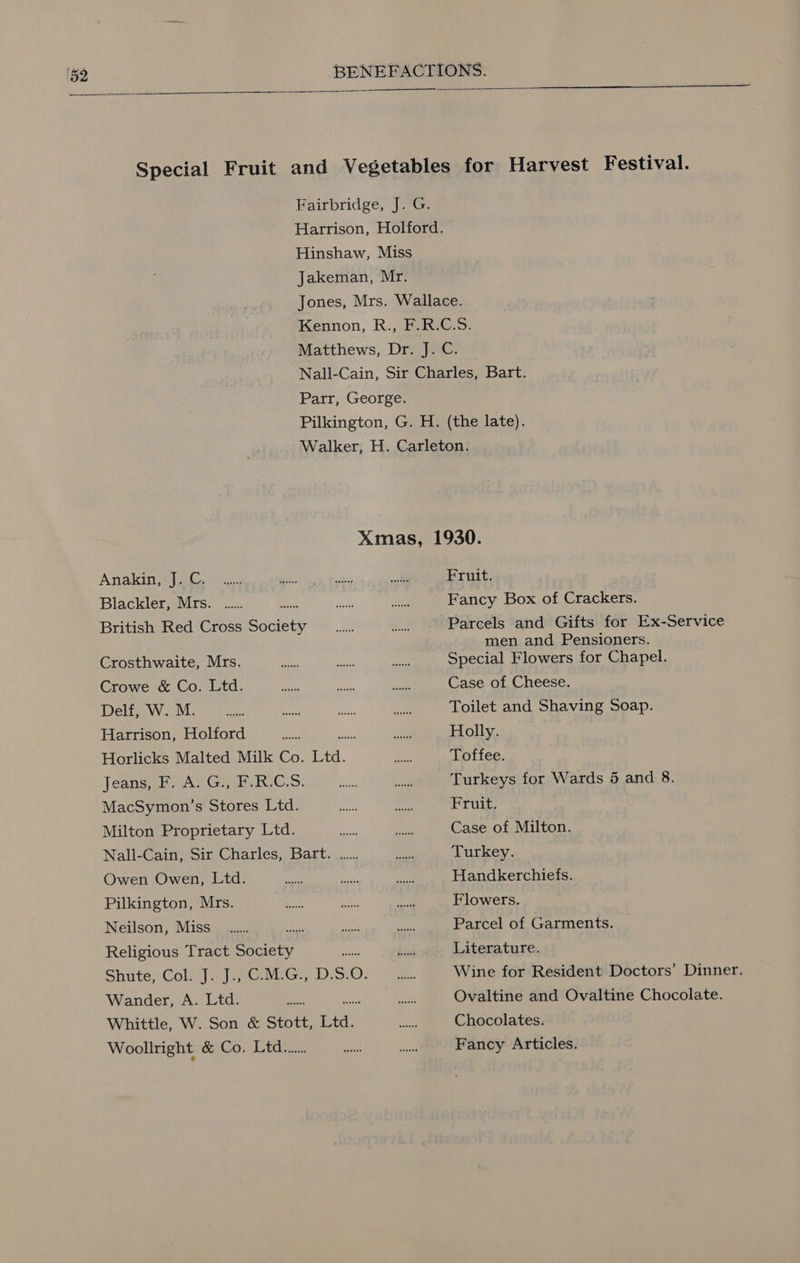 52 BENEFACTIONS.
Special Fruit and Vegetables for Harvest Festival.
Fairbridge, J. G.
Harrison, Holford.
Hinshaw, Miss
Jakeman, Mr.
Jones, Mrs. Wallace.
Kennon, R., F.R.C.S.
Matthews, Dr. J. C.
Nall-Cain, Sir Charles, Bart.
Parr, George.
Pilkington, G. H. (the late).
Walker, H. Carleton.
Xmas, 1930.
Anakin, J. C. ...... ...... ...... ...... Fruit.
Blackler, Mrs. ...... ...... ...... ...... Fancy Box of Crackers.
British Red Cross Society ...... ...... Parcels and Gifts for Ex-Service
men and Pensioners.
Crosthwaite, Mrs. ...... ...... ...... Special Flowers for Chapel.
Crowe & Co. Ltd. ...... ...... ...... Case of Cheese.
Delf, W. M. ...... ...... ...... ...... Toilet and Shaving Soap.
Harrison, Holford ...... ...... ...... Holly.
Horlicks Malted Milk Co. Ltd. ...... Toffee.
Jeans, F. A. G., F.R.C.S. ...... ...... Turkeys for Wards 5 and 8.
MacSymon's Stores Ltd. ...... ...... Fruit.
Milton Proprietary Ltd. ...... ...... Case of Milton.
Nall-Cain, Sir Charles, Bart. ...... ...... Turkey.
Owen Owen, Ltd. ...... ...... ...... Handkerchiefs.
Pilkington, Mrs. ...... ...... ...... Flowers.
Neilson, Miss ...... ...... ...... ...... Parcel of Garments.
Religious Tract Society ...... ...... Literature.
Shute, Col. J. J., C.M.G., D.S.O. ...... Wine for Resident Doctors' Dinner.
Wander, A. Ltd. ...... ...... ...... Ovaltine and Ovaltine Chocolate.
Whittle, W. Son & Stott, Ltd. ...... Chocolates.
Woollright & Co. Ltd....... ...... ...... Fancy Articles.